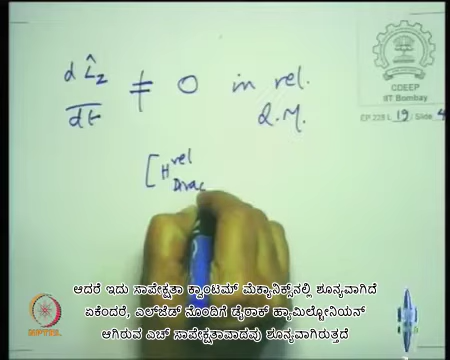 CDEEP
IIT Bombay
EP 228 L 19 / Slide 4
d L̂z / dt ≠ 0 in rel. Q.M.
[H rel Dirac
ಆದರೆ ಇದು ಸಾಪೇಕ್ಷತಾ ಕ್ವಾಂಟಮ್ ಮೆಕ್ಯಾನಿಕ್ಸ್‌ನಲ್ಲಿ ಶೂನ್ಯವಾಗಿದೆ
ಏಕೆಂದರೆ, ಎಲ್‌ಜೆಡ್ ನೊಂದಿಗೆ ಡೈರಾಕ್ ಹ್ಯಾಮಿಲ್ಟೋನಿಯನ್
ಆಗಿರುವ ಎಚ್ ಸಾಪೇಕ್ಷತಾವಾದವು ಶೂನ್ಯವಾಗಿರುತ್ತದೆ
NPTEL